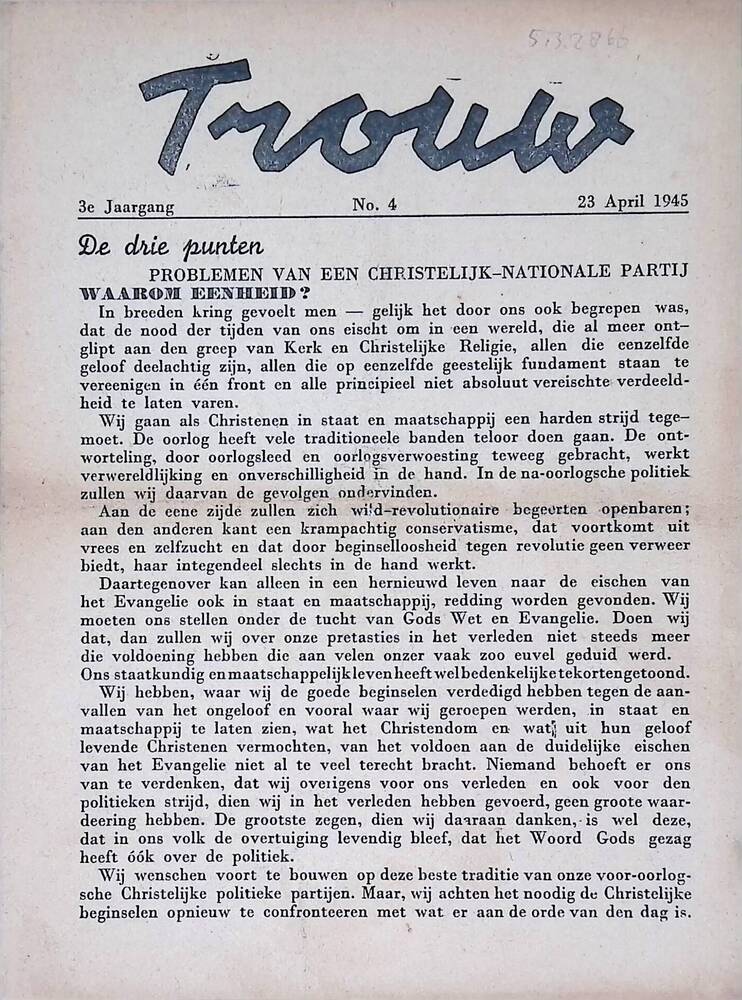 5.3.2866
Trouw
3e Jaargang No. 4 23 April 1945
De drie punten
PROBLEMEN VAN EEN CHRISTELIJK-NATIONALE PARTIJ
WAAROM EENHEID?
In breeden kring gevoelt men — gelijk het door ons ook begrepen was,
dat de nood der tijden van ons eischt om in een wereld, die al meer ont-
glipt aan den greep van Kerk en Christelijke Religie, allen die eenzelfde
geloof deelachtig zijn, allen die op eenzelfde geestelijk fundament staan te
vereenigen in één front en alle principieel niet absoluut vereischte verdeeld-
heid te laten varen.
Wij gaan als Christenen in staat en maatschappij een harden strijd tege-
moet. De oorlog heeft vele traditioneele banden teloor doen gaan. De ont-
worteling, door oorlogsleed en oorlogsverwoesting teweeg gebracht, werkt
verwereldlijking en onverschilligheid in de hand. In de na-oorlogsche politiek
zullen wij daarvan de gevolgen ondervinden.
Aan de eene zijde zullen zich wild-revolutionaire begeerten openbaren;
aan den anderen kant een krampachtig conservatisme, dat voortkomt uit
vrees en zelfzucht en dat door beginselloosheid tegen revolutie geen verweer
biedt, haar integendeel slechts in de hand werkt.
Daartegenover kan alleen in een hernieuwd leven naar de eischen van
het Evangelie ook in staat en maatschappij, redding worden gevonden. Wij
moeten ons stellen onder de tucht van Gods Wet en Evangelie. Doen wij
dat, dan zullen wij over onze pretasties in het verleden niet steeds meer
die voldoening hebben die aan velen onzer vaak zoo euvel geduid werd.
Ons staatkundig en maatschappelijk leven heeft wel bedenkelijke tekorten getoond.
Wij hebben, waar wij de goede beginselen verdedigd hebben tegen de aan-
vallen van het ongeloof en vooral waar wij geroepen werden, in staat en
maatschappij te laten zien, wat het Christendom en wat uit hun geloof
levende Christenen vermochten, van het voldoen aan de duidelijke eischen
van het Evangelie niet al te veel terecht bracht. Niemand behoeft er ons
van te verdenken, dat wij overigens voor ons verleden en ook voor den
politieken strijd, dien wij in het verleden hebben gevoerd, geen groote waar-
deering hebben. De grootste zegen, dien wij daaraan danken, is wel deze,
dat in ons volk de overtuiging levendig bleef, dat het Woord Gods gezag
heeft óók over de politiek.
Wij wenschen voort te bouwen op deze beste traditie van onze voor-oorlog-
sche Christelijke politieke partijen. Maar, wij achten het noodig de Christelijke
beginselen opnieuw te confronteeren met wat er aan de orde van den dag is.